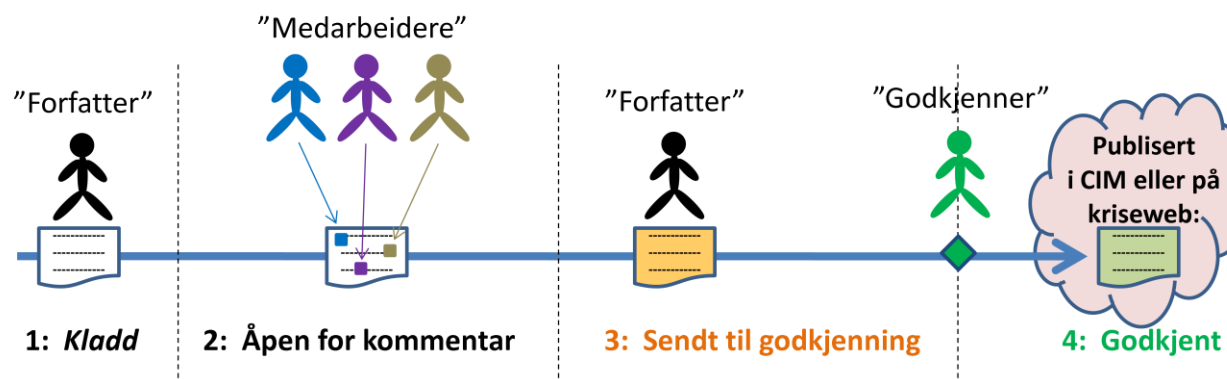 ”Medarbeidere”
”Forfatter”
”Forfatter”
”Godkjenner”
Publisert
i CIM eller på
kriseweb:
1: Kladd
2: Åpen for kommentar
3: Sendt til godkjenning
4: Godkjent